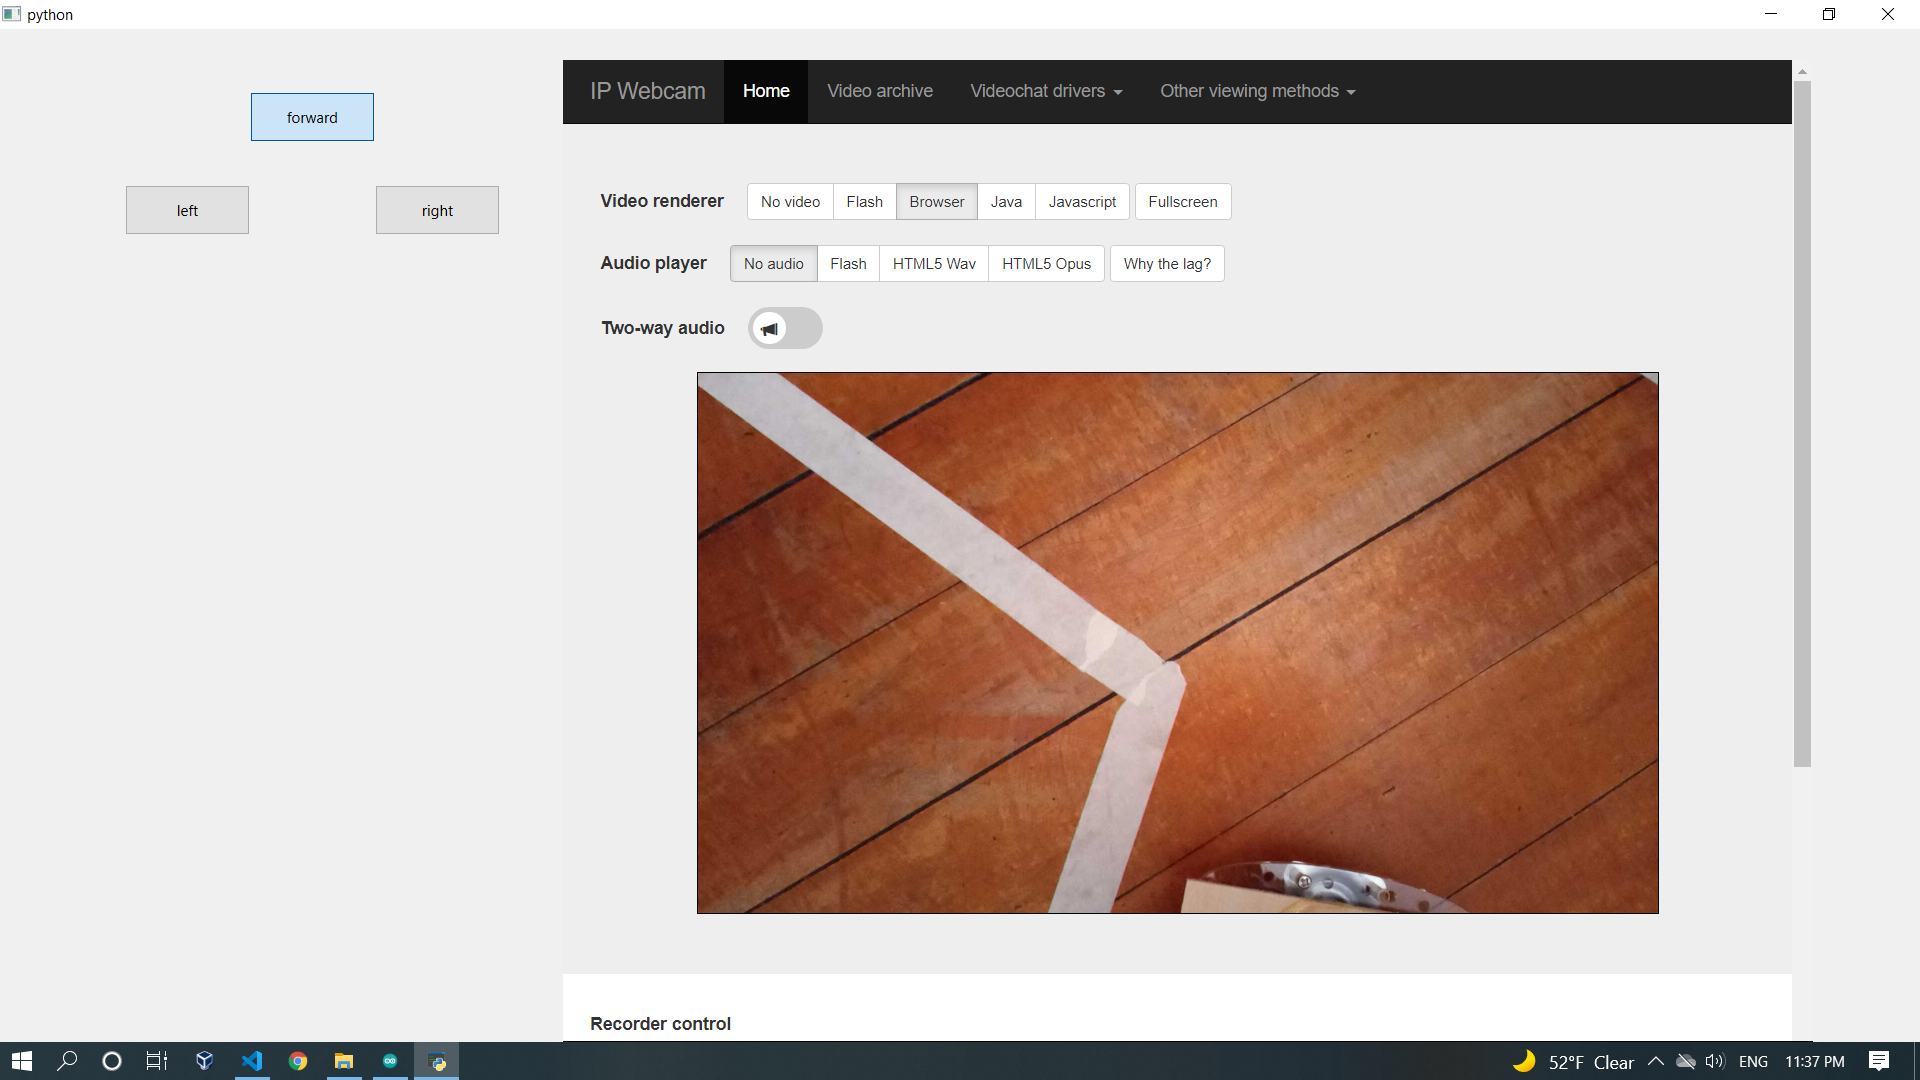 python
forward
left
right
IP Webcam Home Video archive Videochat drivers Other viewing methods
Video renderer No video Flash Browser Java Javascript Fullscreen
Audio player No audio Flash HTML5 Wav HTML5 Opus Why the lag?
Two-way audio
Recorder control
52°F Clear ENG 11:37 PM